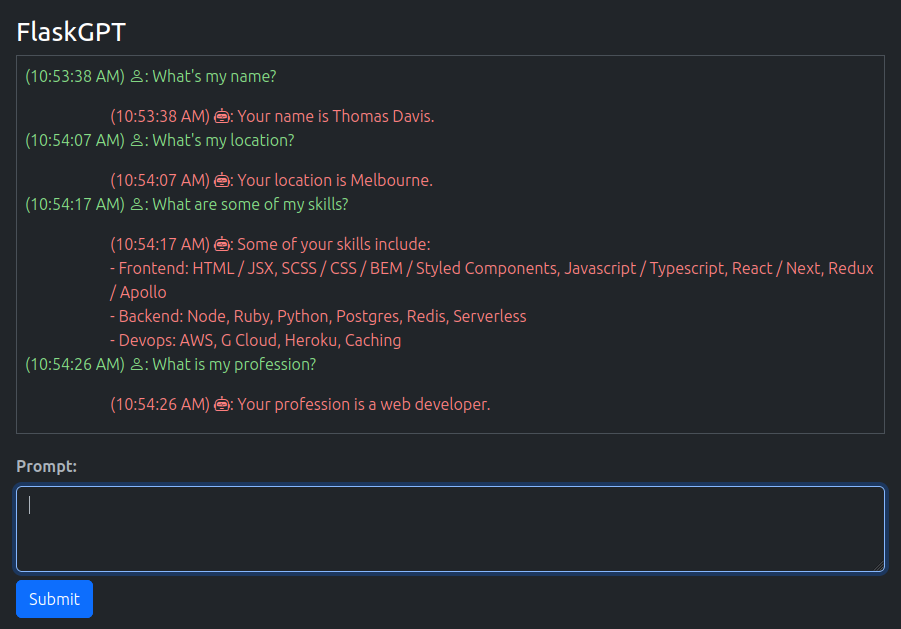 FlaskGPT
(10:53:38 AM) : What's my name?
(10:53:38 AM) : Your name is Thomas Davis.
(10:54:07 AM) : What's my location?
(10:54:07 AM) : Your location is Melbourne.
(10:54:17 AM) : What are some of my skills?
(10:54:17 AM) : Some of your skills include:
- Frontend: HTML / JSX, SCSS / CSS / BEM / Styled Components, Javascript / Typescript, React / Next, Redux
/ Apollo
- Backend: Node, Ruby, Python, Postgres, Redis, Serverless
- Devops: AWS, G Cloud, Heroku, Caching
(10:54:26 AM) : What is my profession?
(10:54:26 AM) : Your profession is a web developer.
Prompt:
Submit